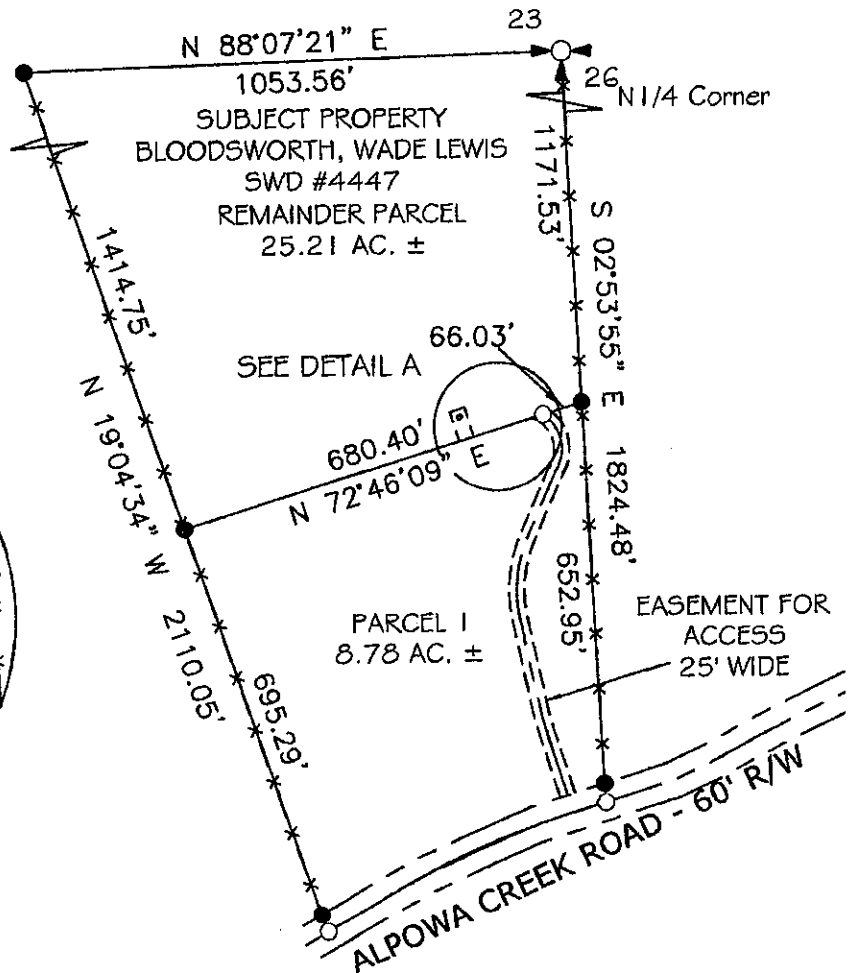 23
N 88°07'21" E
1053.56'
26
N1/4 Corner
SUBJECT PROPERTY
BLOODSWORTH, WADE LEWIS
SWD #4447
REMAINDER PARCEL
25.21 AC. ±
1171.53'
S 02°53'55" E 1824.48'
1414.75'
66.03'
SEE DETAIL A
680.40'
N 72°46'09" E
N 19°04'34" W 2110.05'
652.95'
EASEMENT FOR
ACCESS
25' WIDE
PARCEL 1
8.78 AC. ±
695.29'
ALPOWA CREEK ROAD - 60' R/W